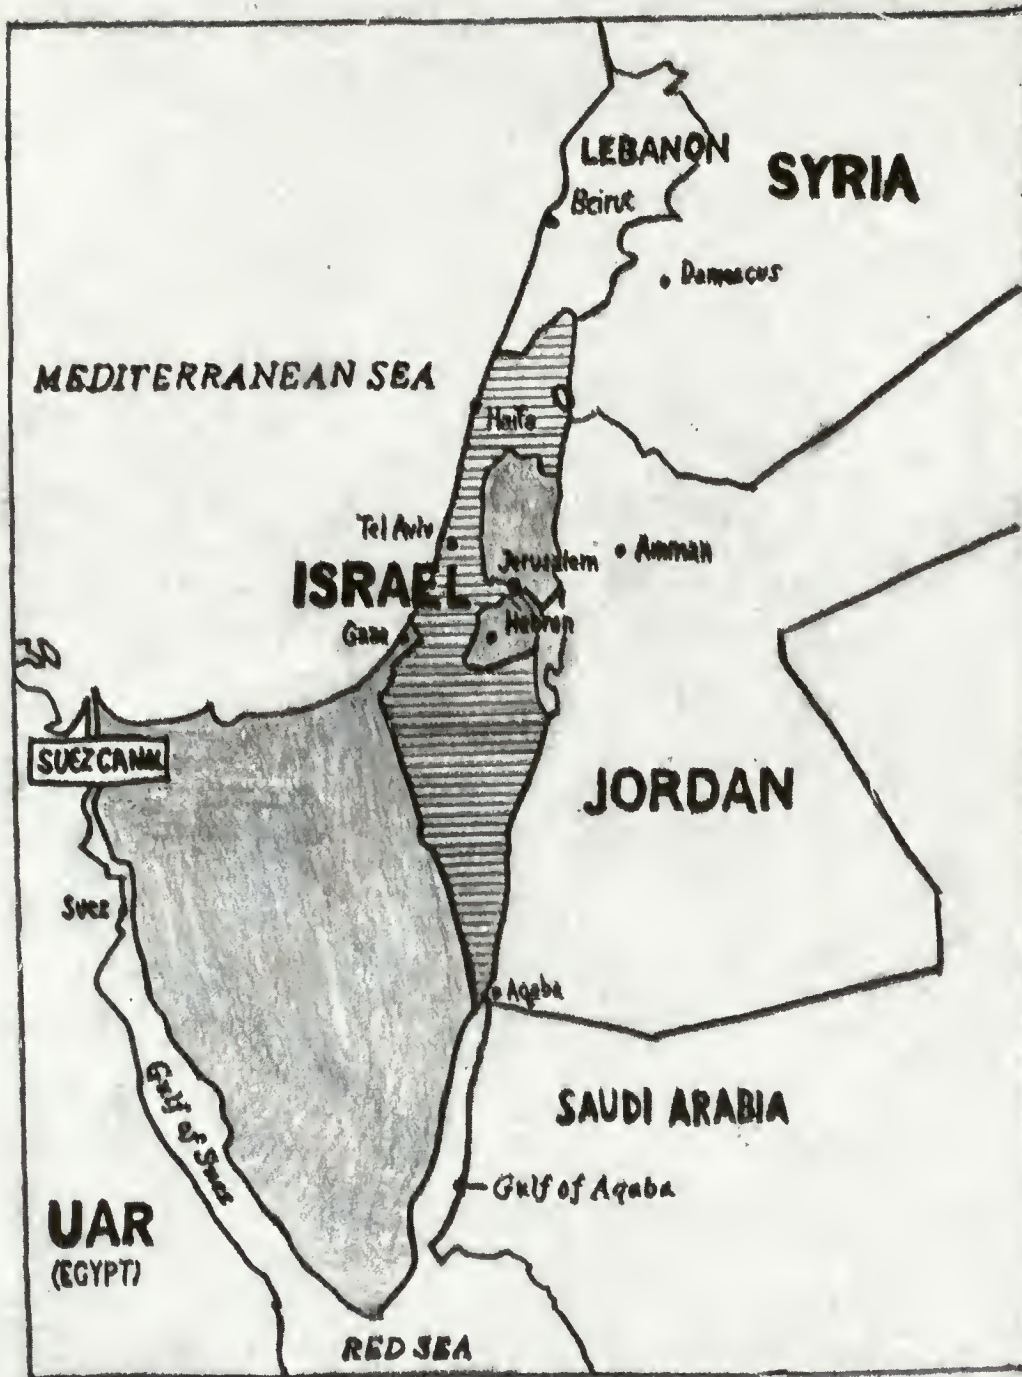 LEBANON
SYRIA
Beirut
Damascus
MEDITERRANEAN SEA
Haifa
Tel Aviv
Jerusalem
Amman
ISRAEL
Gaza
Hebron
SUEZ CANAL
JORDAN
Suez
Aqaba
Gulf of Suez
SAUDI ARABIA
Gulf of Aqaba
UAR
(EGYPT)
RED SEA